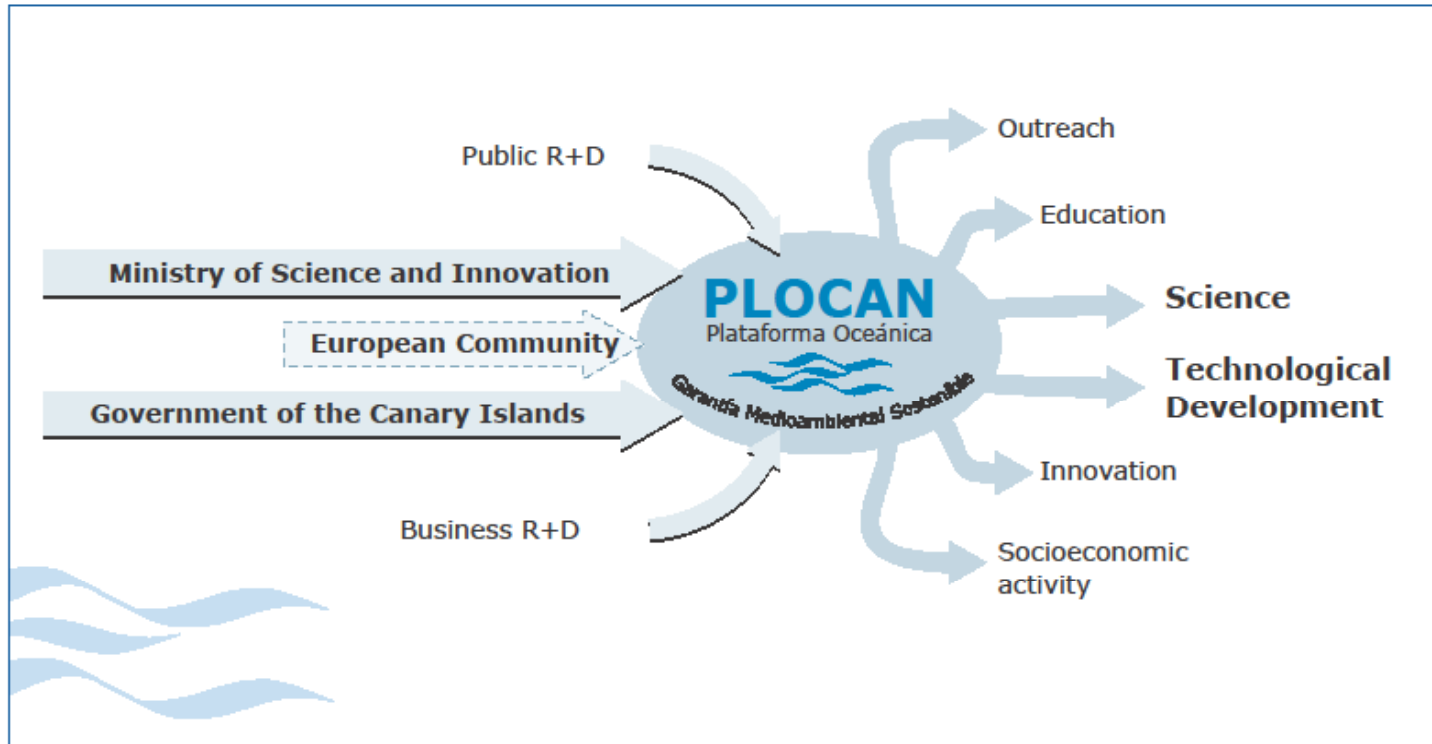 Outreach
Public R+D
Education
Ministry of Science and Innovation
PLOCAN
Science
Plataforma Oceánica
European Community
Technological
Development
Garantía Medioambiental Sostenible
Government of the Canary Islands
Innovation
Business R+D
Socioeconomic
activity